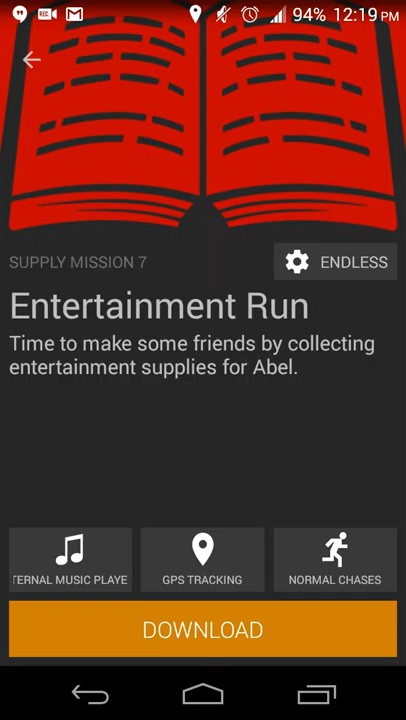 REC
94% 12:19 PM
SUPPLY MISSION 7
ENDLESS
Entertainment Run
Time to make some friends by collecting
entertainment supplies for Abel.
TERNAL MUSIC PLAYE
GPS TRACKING
NORMAL CHASES
DOWNLOAD